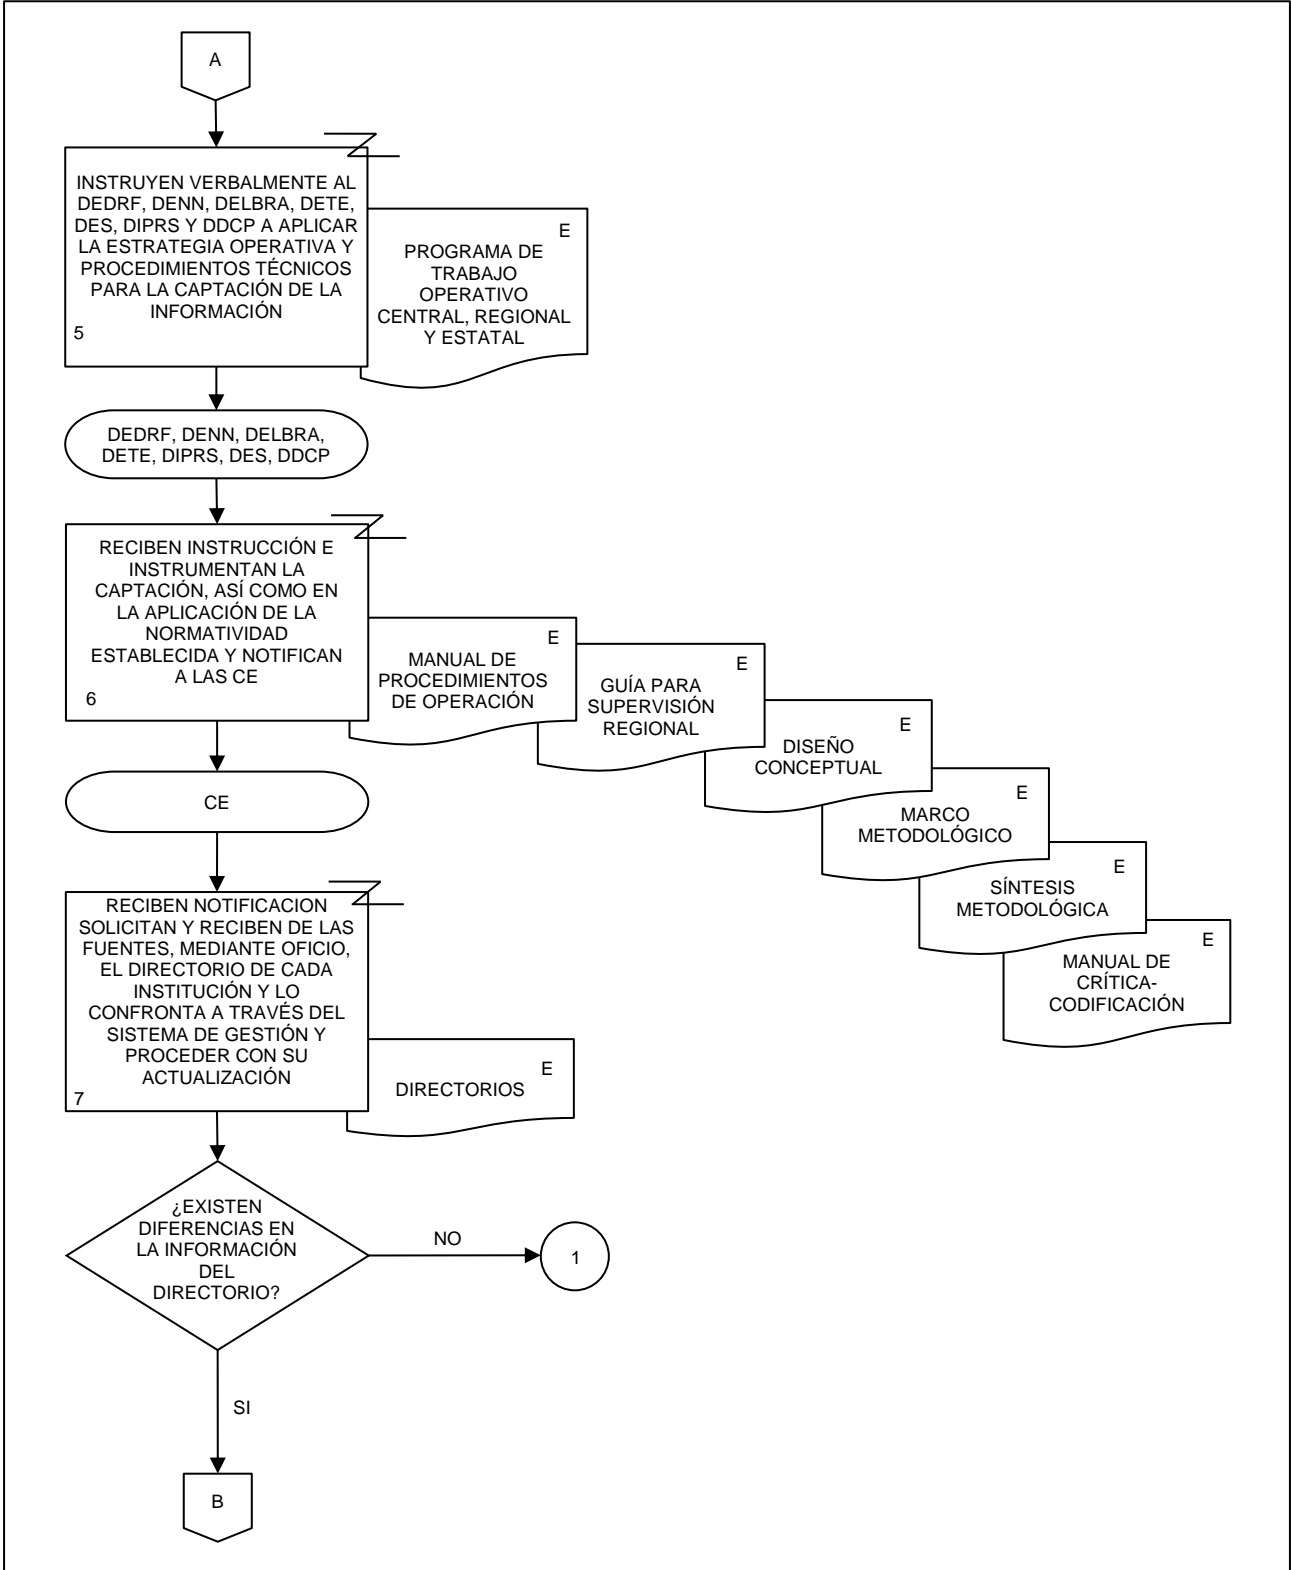 A
INSTRUYEN VERBALMENTE AL
DEDRF, DENN, DELBRA, DETE,
DES, DIPRS Y DDCP A APLICAR
LA ESTRATEGIA OPERATIVA Y
PROCEDIMIENTOS TÉCNICOS
PARA LA CAPTACIÓN DE LA
INFORMACIÓN
5
E
PROGRAMA DE
TRABAJO
OPERATIVO
CENTRAL, REGIONAL
Y ESTATAL
DEDRF, DENN, DELBRA,
DETE, DIPRS, DES, DDCP
RECIBEN INSTRUCCIÓN E
INSTRUMENTAN LA
CAPTACIÓN, ASÍ COMO EN
LA APLICACIÓN DE LA
NORMATIVIDAD
ESTABLECIDA Y NOTIFICAN
A LAS CE
6
E
MANUAL DE
PROCEDIMIENTOS
DE OPERACIÓN
E
GUÍA PARA
SUPERVISIÓN
REGIONAL
E
DISEÑO
CONCEPTUAL
E
MARCO
METODOLÓGICO
E
SÍNTESIS
METODOLÓGICA
E
MANUAL DE
CRÍTICA-
CODIFICACIÓN
CE
RECIBEN NOTIFICACION
SOLICITAN Y RECIBEN DE LAS
FUENTES, MEDIANTE OFICIO,
EL DIRECTORIO DE CADA
INSTITUCIÓN Y LO
CONFRONTA A TRAVÉS DEL
SISTEMA DE GESTIÓN Y
PROCEDER CON SU
ACTUALIZACIÓN
7
E
DIRECTORIOS
¿EXISTEN
DIFERENCIAS EN
LA INFORMACIÓN
DEL
DIRECTORIO?
NO
1
SI
B